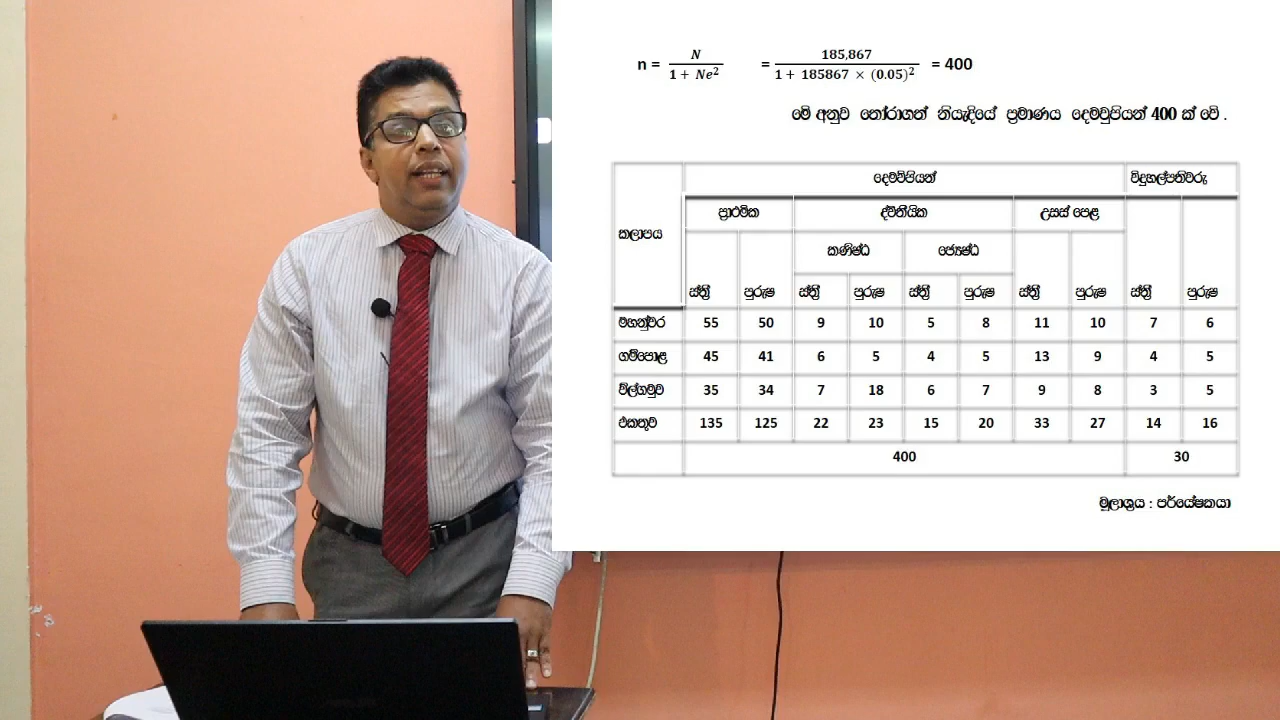 n = N / 1 + Ne² = 185,867 / 1 + 185867 × (0.05)² = 400
මේ අනුව තෝරාගත් නියැදියේ ප්‍රමාණය දෙමවුපියන් 400 ක් වේ .
කලාපය දෙමව්පියන් විදුහල්පතිවරු
ප්‍රාථමික ද්විතීයික උසස් පෙළ
කණිෂ්ඨ ජ්‍යෙෂ්ඨ
ස්ත්‍රී පුරුෂ ස්ත්‍රී පුරුෂ ස්ත්‍රී පුරුෂ ස්ත්‍රී පුරුෂ ස්ත්‍රී පුරුෂ
මහනුවර 55 50 9 10 5 8 11 10 7 6
ගම්පොළ 45 41 6 5 4 5 13 9 4 5
විල්ගමුව 35 34 7 18 6 7 9 8 3 5
එකතුව 135 125 22 23 15 20 33 27 14 16
400 30
මූලාශ්‍රය : පර්යේෂකයා